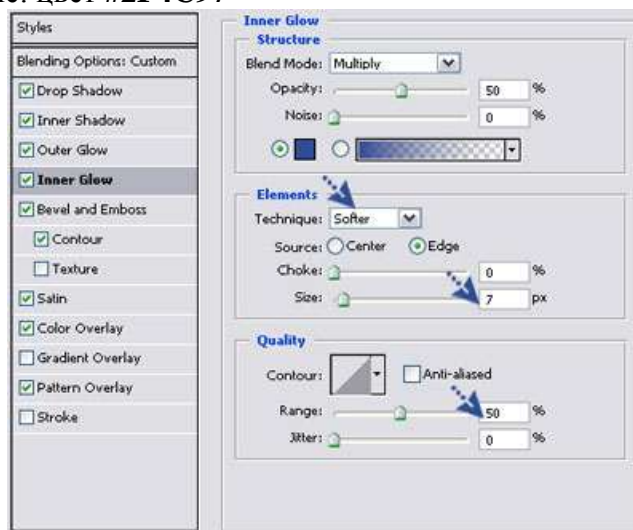 цвет
Styles
Blending Options: Custom
Drop Shadow
Inner Shadow
Outer Glow
Inner Glow
Bevel and Emboss
Contour
Texture
Satin
Color Overlay
Gradient Overlay
Pattern Overlay
Stroke
Inner Glow
Structure
Blend Mode: Multiply
Opacity: 50 %
Noise: 0 %
Elements
Technique: Softer
Source: Center Edge
Choke: 0 %
Size: 7 px
Quality
Contour: Anti-aliased
Range: 50 %
Jitter: 0 %